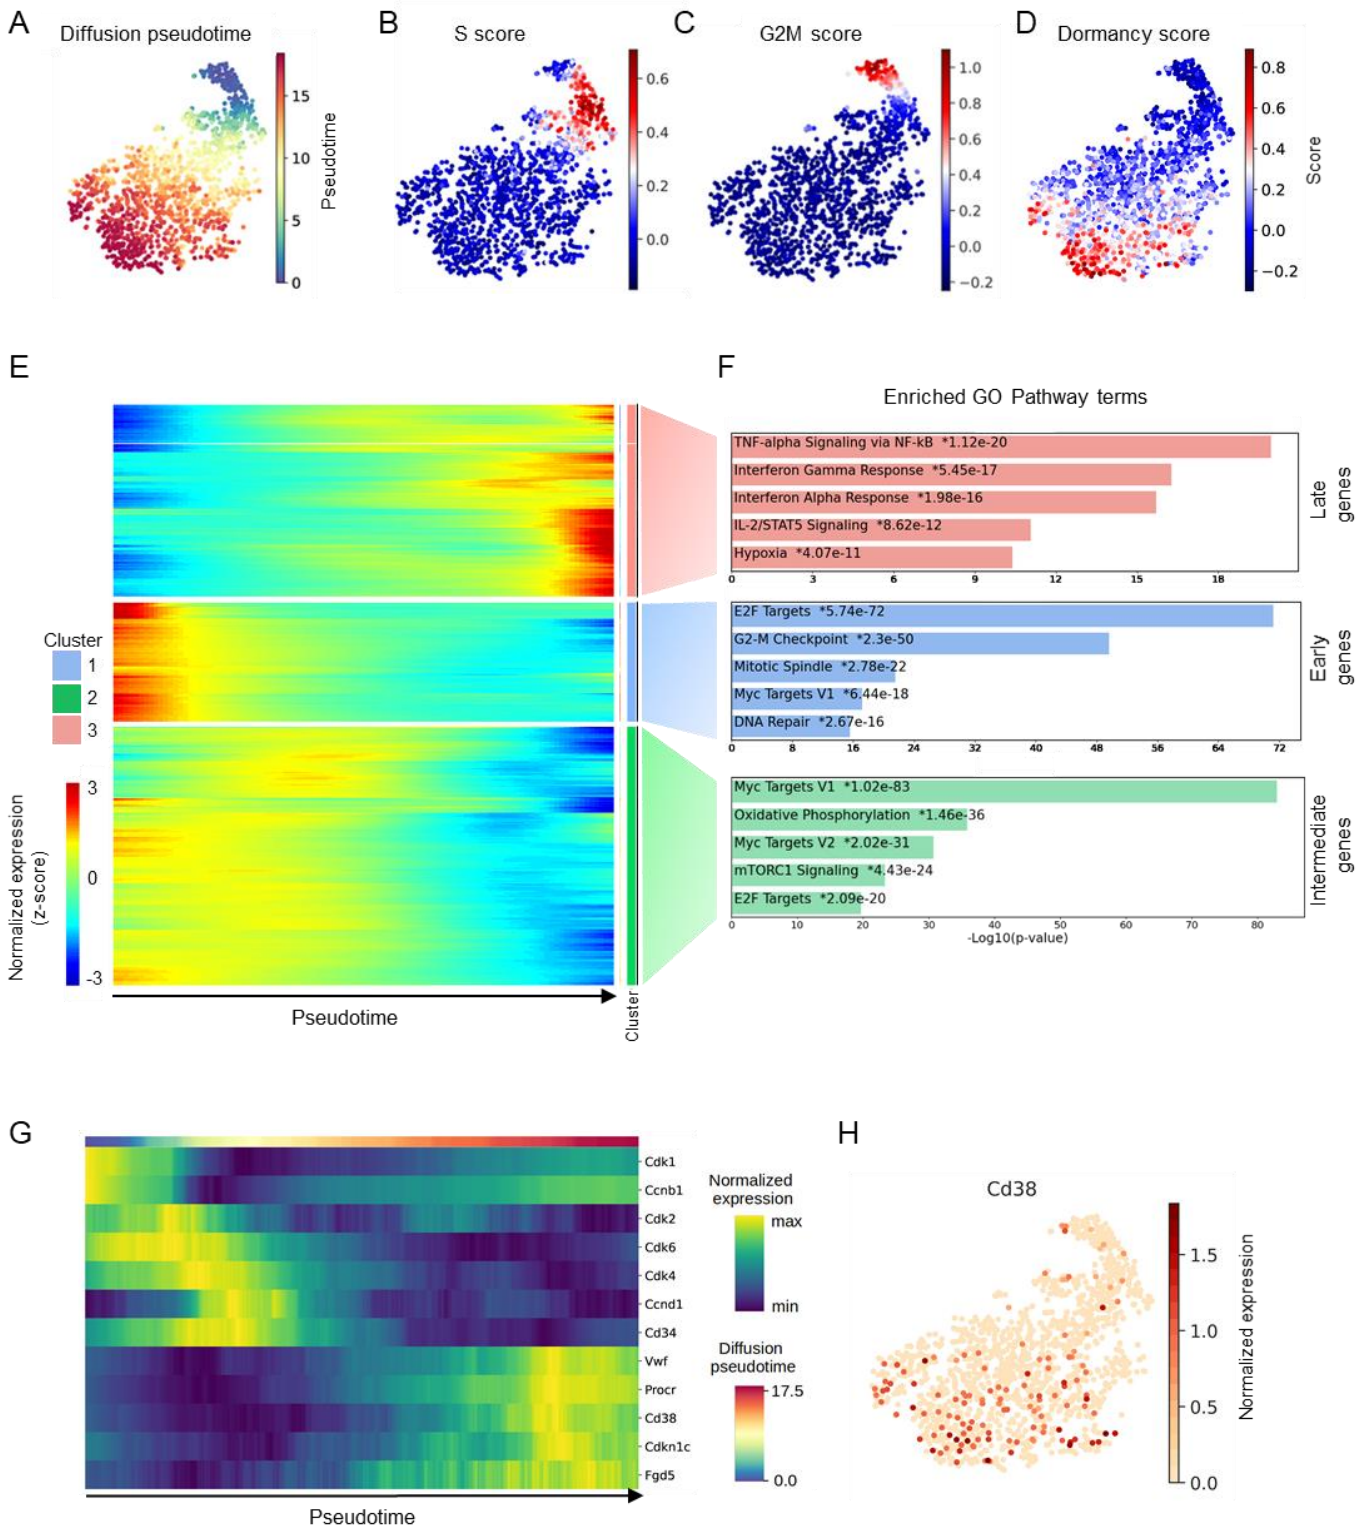 A
Diffusion pseudotime
15
10
5
0
Pseudotime
B
S score
0.6
0.4
0.2
0.0
C
G2M score
1.0
0.8
0.6
0.4
0.2
0.0
−0.2
D
Dormancy score
0.8
0.6
0.4
0.2
0.0
−0.2
Score
E
Cluster
1
2
3
Normalized expression
(z-score)
3
0
-3
Pseudotime
Cluster
F
Enriched GO Pathway terms
TNF-alpha Signaling via NF-kB *1.12e-20
Interferon Gamma Response *5.45e-17
Interferon Alpha Response *1.98e-16
IL-2/STAT5 Signaling *8.62e-12
Hypoxia *4.07e-11
0 3 6 9 12 15 18
Late
genes
E2F Targets *5.74e-72
G2-M Checkpoint *2.3e-50
Mitotic Spindle *2.78e-22
Myc Targets V1 *6.44e-18
DNA Repair *2.67e-16
0 8 16 24 32 40 48 56 64 72
Early
genes
Myc Targets V1 *1.02e-83
Oxidative Phosphorylation *1.46e-36
Myc Targets V2 *2.02e-31
mTORC1 Signaling *4.43e-24
E2F Targets *2.09e-20
0 10 20 30 40 50 60 70 80
-Log10(p-value)
Intermediate
genes
G
Cdk1
Ccnb1
Cdk2
Cdk6
Cdk4
Ccnd1
Cd34
Vwf
Procr
Cd38
Cdkn1c
Fgd5
Pseudotime
Normalized
expression
max
min
Diffusion
pseudotime
17.5
0.0
H
Cd38
1.5
1.0
0.5
0.0
Normalized expression